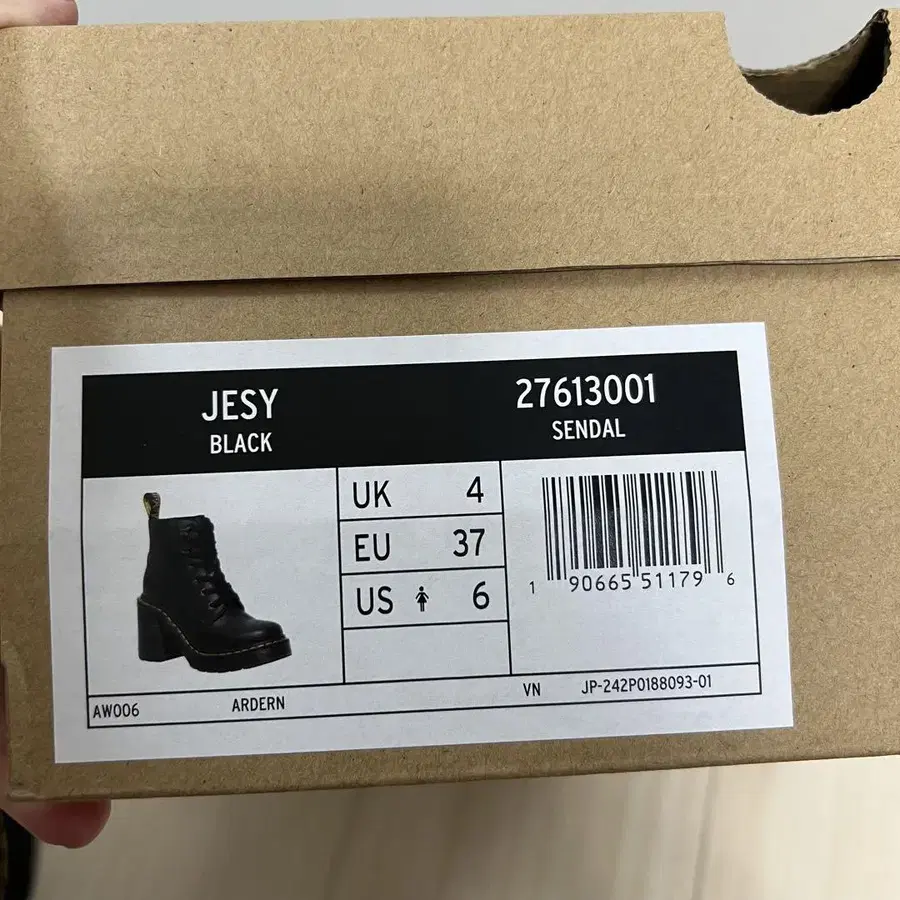 JESY
BLACK
27613001
SENDAL
UK 4
EU 37
US 6
1 90665 51179 6
AW006 ARDERN VN JP-242P0188093-01